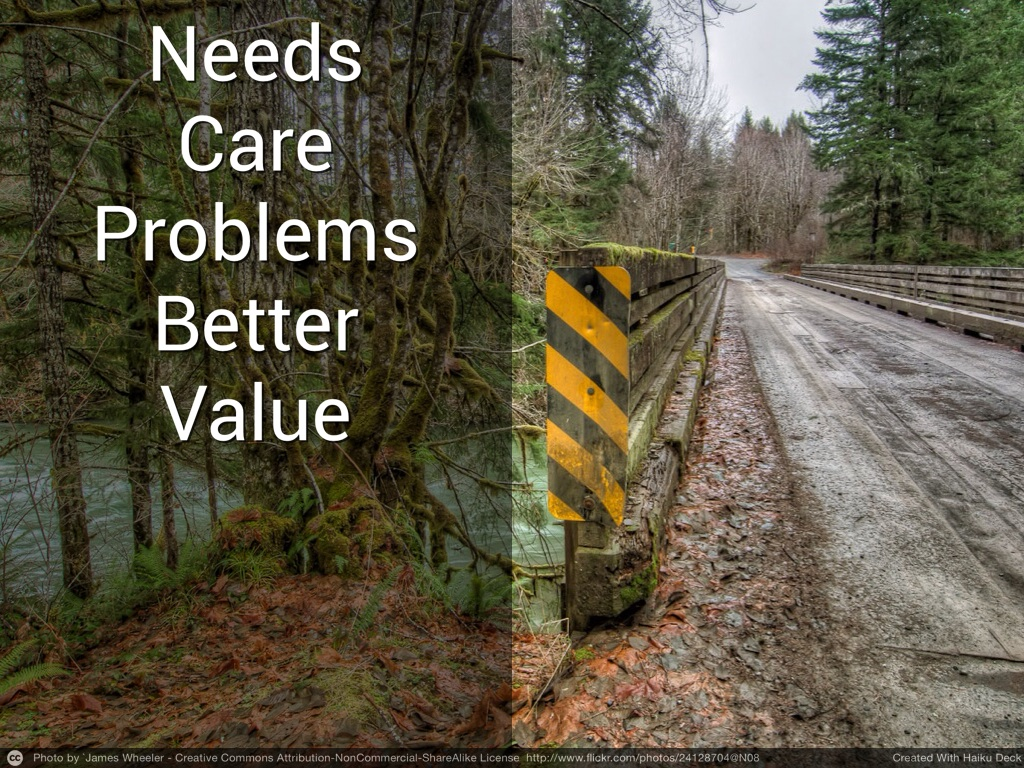 Needs
Care
Problems
Better
Value
Photo by 'James Wheeler - Creative Commons Attribution-NonCommercial-ShareAlike License http://www.flickr.com/photos/24128704@N08
Created With Haiku Deck